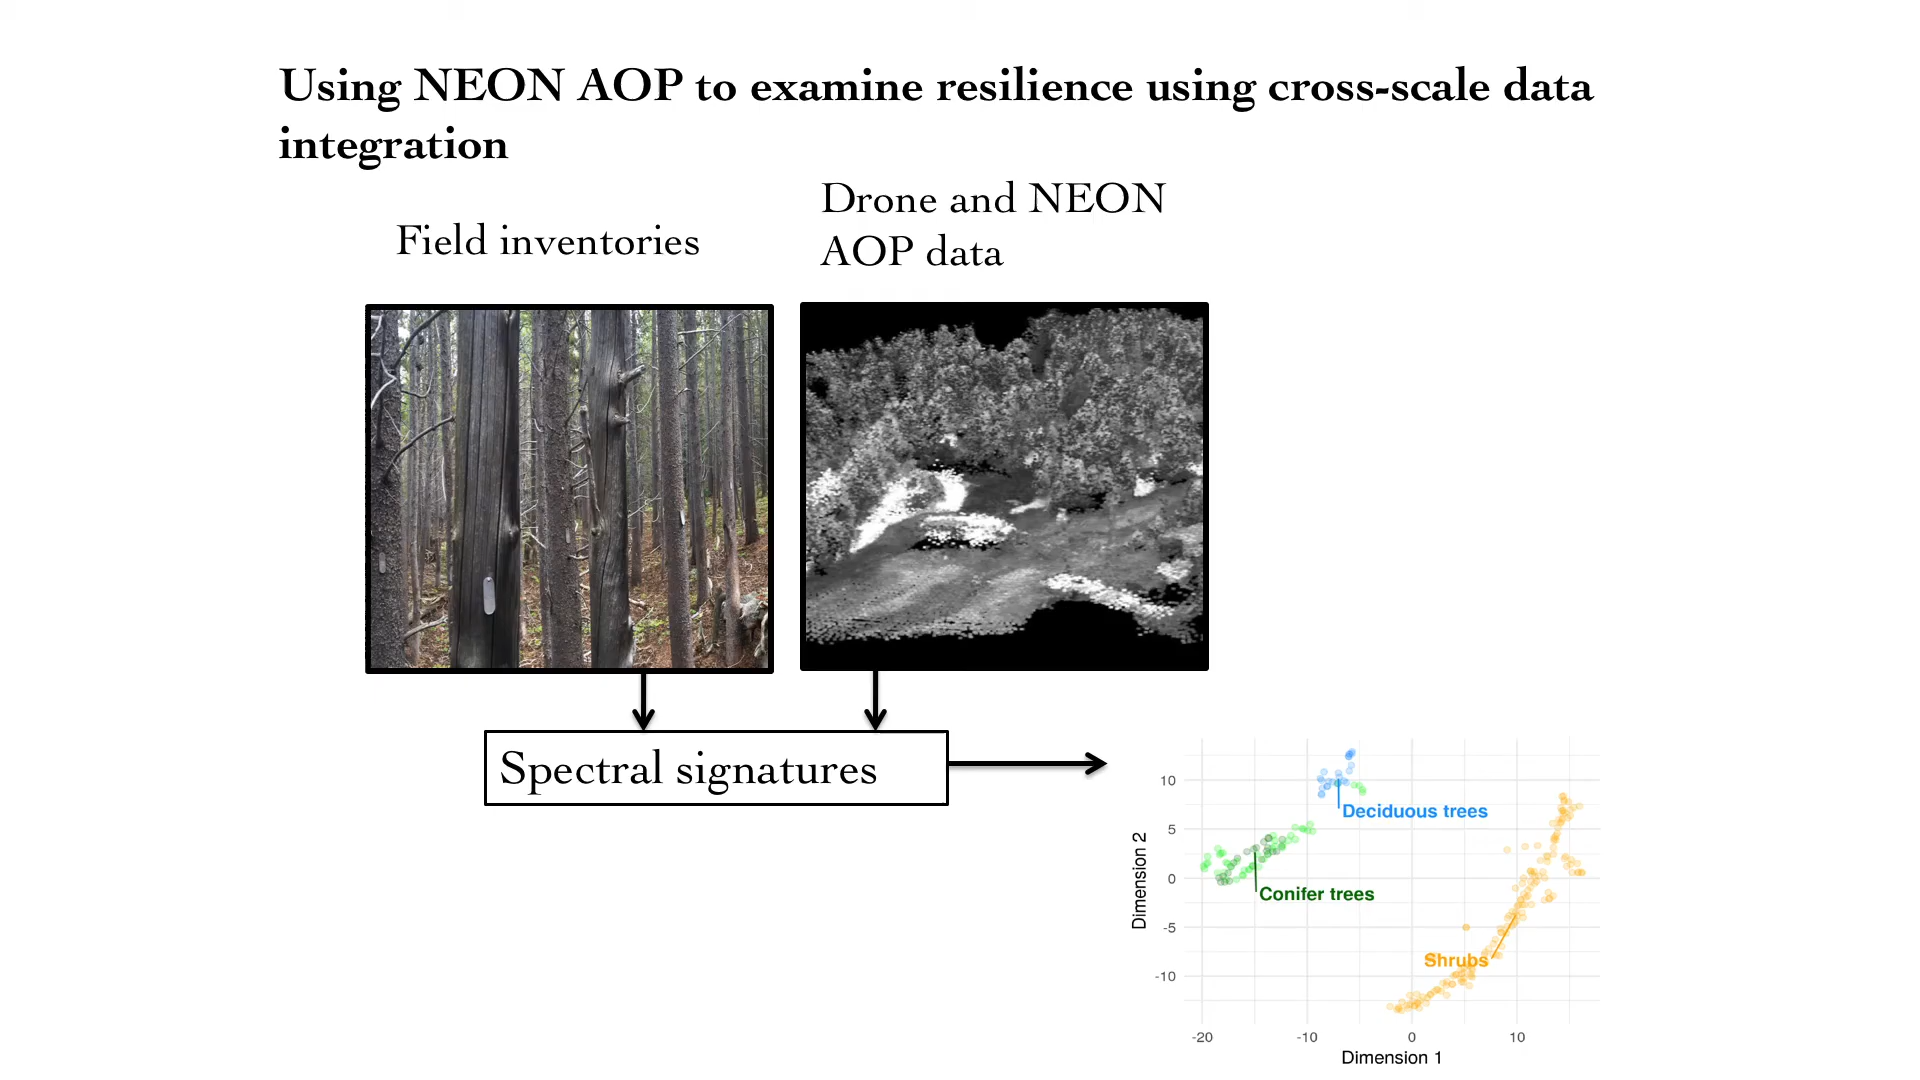 Using NEON AOP to examine resilience using cross-scale data
integration
Field inventories
Drone and NEON
AOP data
Spectral signatures
Deciduous trees
Conifer trees
Shrubs
10
5
0
-5
-10
Dimension 2
-20
-10
0
10
Dimension 1